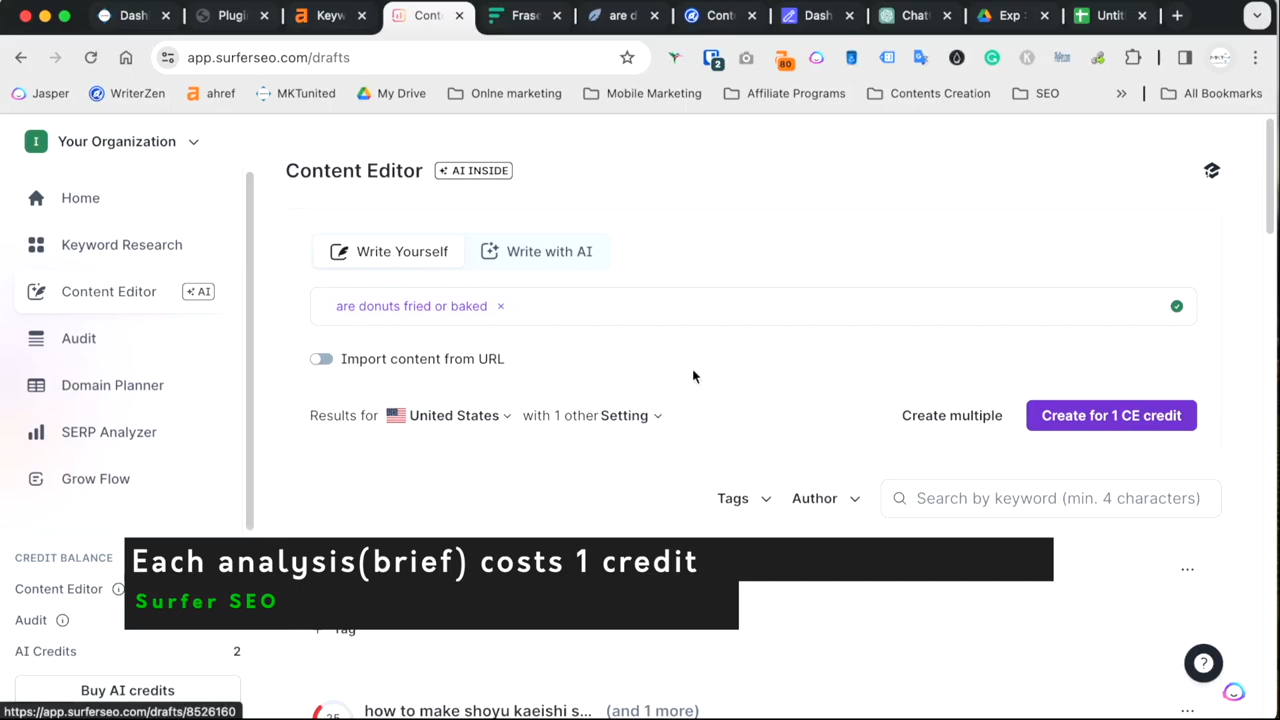 Dash
Plugi
Keyw
Cont
Frase
are d
Cont
Dash
Chat
Exp :
Untit
app.surferseo.com/drafts
2
80
Jasper
WriterZen
ahref
MKTunited
My Drive
Onlne marketing
Mobile Marketing
Affiliate Programs
Contents Creation
SEO
All Bookmarks
I
Your Organization
Content Editor
AI INSIDE
Home
Write Yourself
Write with AI
Keyword Research
Content Editor
AI
are donuts fried or baked ×
Audit
Import content from URL
Domain Planner
Results for United States with 1 other Setting
Create multiple
Create for 1 CE credit
SERP Analyzer
Grow Flow
Tags
Author
Search by keyword (min. 4 characters)
CREDIT BALANCE
Each analysis(brief) costs 1 credit
Content Editor
Surfer SEO
Audit
+ Tag
AI Credits 2
Buy AI credits
?
https://app.surferseo.com/drafts/8526160
25
how to make shoyu kaeishi s... (and 1 more)